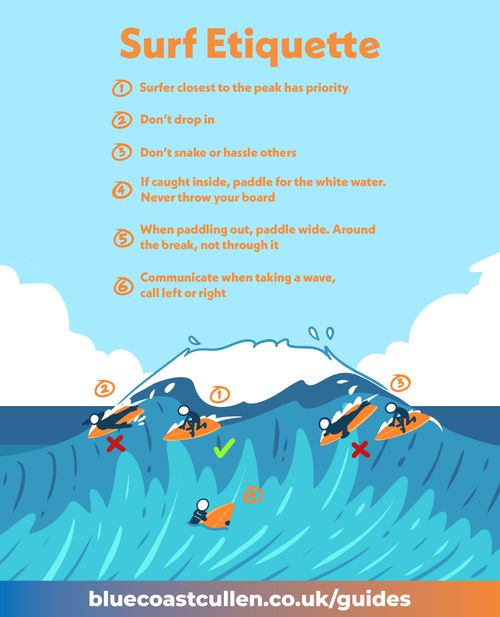 Surf Etiquette
1 Surfer closest to the peak has priority
2 Don't drop in
3 Don't snake or hassle others
4 If caught inside, paddle for the white water.
Never throw your board
5 When paddling out, paddle wide. Around
the break, not through it
6 Communicate when taking a wave,
call left or right
2
1
3
bluecoastcullen.co.uk/guides